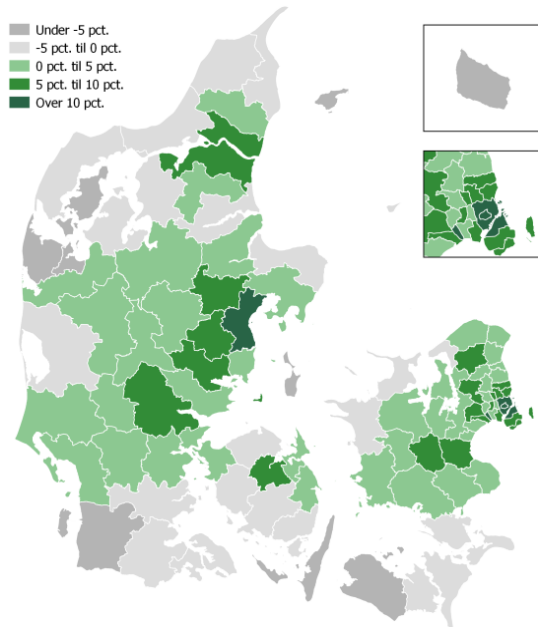 Under -5 pct.
-5 pct. til 0 pct.
0 pct. til 5 pct.
5 pct. til 10 pct.
Over 10 pct.